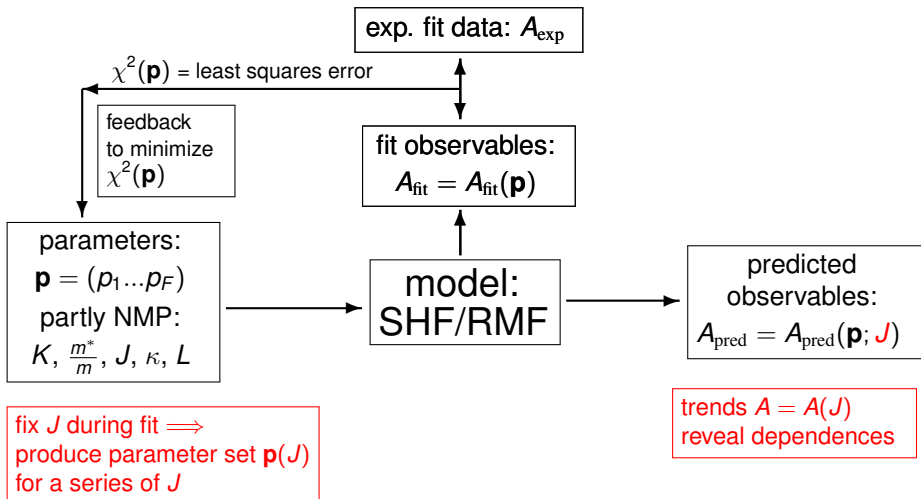 exp. fit data: A_exp
χ²(p) = least squares error
feedback
to minimize
χ²(p)
fit observables:
A_fit = A_fit(p)
parameters:
p = (p₁...p_F)
partly NMP:
K, m*/m, J, κ, L
model:
SHF/RMF
predicted
observables:
A_pred = A_pred(p; J)
fix J during fit ⟹
produce parameter set p(J)
for a series of J
trends A = A(J)
reveal dependences